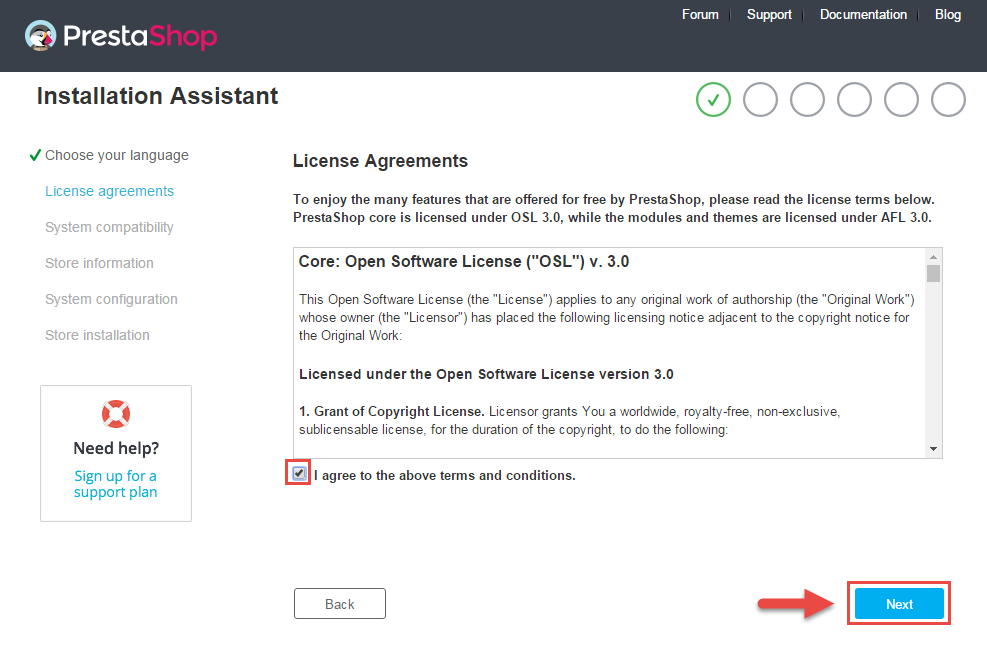 Forum Support Documentation Blog
PrestaShop
Installation Assistant
Choose your language
License agreements
System compatibility
Store information
System configuration
Store installation
Need help?
Sign up for a
support plan
License Agreements
To enjoy the many features that are offered for free by PrestaShop, please read the license terms below.
PrestaShop core is licensed under OSL 3.0, while the modules and themes are licensed under AFL 3.0.
Core: Open Software License ("OSL") v. 3.0
This Open Software License (the "License") applies to any original work of authorship (the "Original Work")
whose owner (the "Licensor") has placed the following licensing notice adjacent to the copyright notice for
the Original Work:
Licensed under the Open Software License version 3.0
1. Grant of Copyright License. Licensor grants You a worldwide, royalty-free, non-exclusive,
sublicensable license, for the duration of the copyright, to do the following:
I agree to the above terms and conditions.
Back
Next